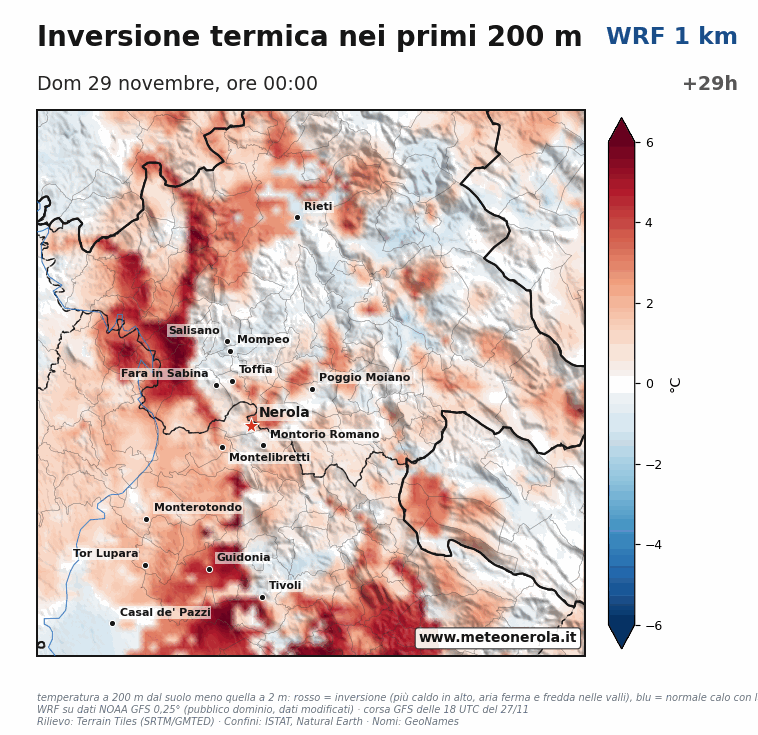 Inversione termica nei primi 200 m WRF 1 km
Dom 29 novembre, ore 00:00 +29h
Rieti
Salisano
Mompeo
Fara in Sabina
Toffia
Poggio Moiano
Nerola
Montorio Romano
Montelibretti
Monterotondo
Tor Lupara
Guidonia
Tivoli
Casal de' Pazzi
www.meteonerola.it
6
4
2
0
−2
−4
−6
°C
temperatura a 200 m dal suolo meno quella a 2 m: rosso = inversione (più caldo in alto, aria ferma e fredda nelle valli), blu = normale calo con l
WRF su dati NOAA GFS 0,25° (pubblico dominio, dati modificati) · corsa GFS delle 18 UTC del 27/11
Rilievo: Terrain Tiles (SRTM/GMTED) · Confini: ISTAT, Natural Earth · Nomi: GeoNames